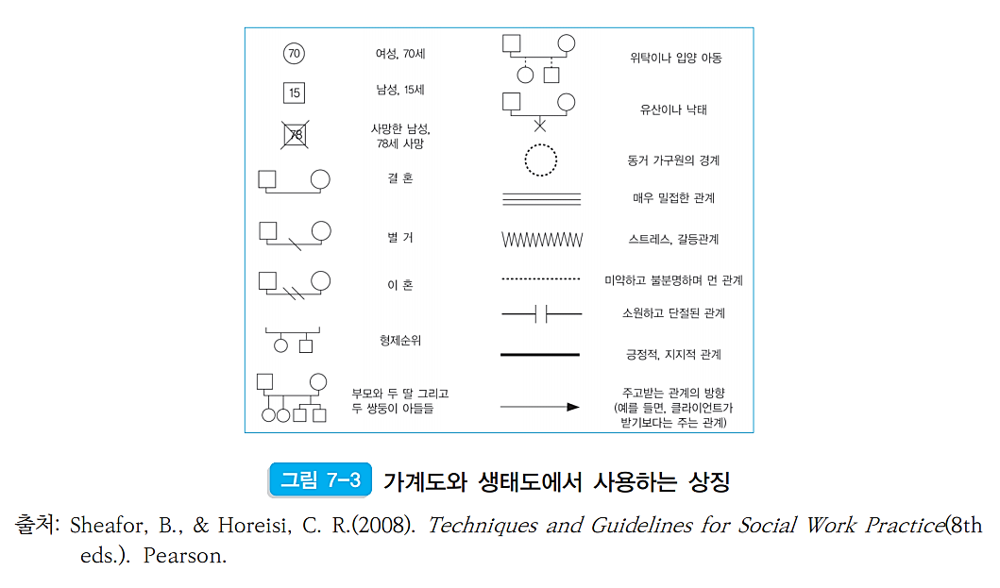 70
여성, 70세
15
남성, 15세
78
사망한 남성,
78세 사망
결 혼
별 거
이 혼
형제순위
부모와 두 딸 그리고
두 쌍둥이 아들들
위탁이나 입양 아동
유산이나 낙태
동거 가구원의 경계
매우 밀접한 관계
스트레스, 갈등관계
미약하고 불분명하며 먼 관계
소원하고 단절된 관계
긍정적, 지지적 관계
주고받는 관계의 방향
(예를 들면, 클라이언트가
받기보다는 주는 관계)
그림 7-3 가계도와 생태도에서 사용하는 상징
출처: Sheafor, B., & Horeisi, C. R.(2008). Techniques and Guidelines for Social Work Practice(8th
eds.). Pearson.